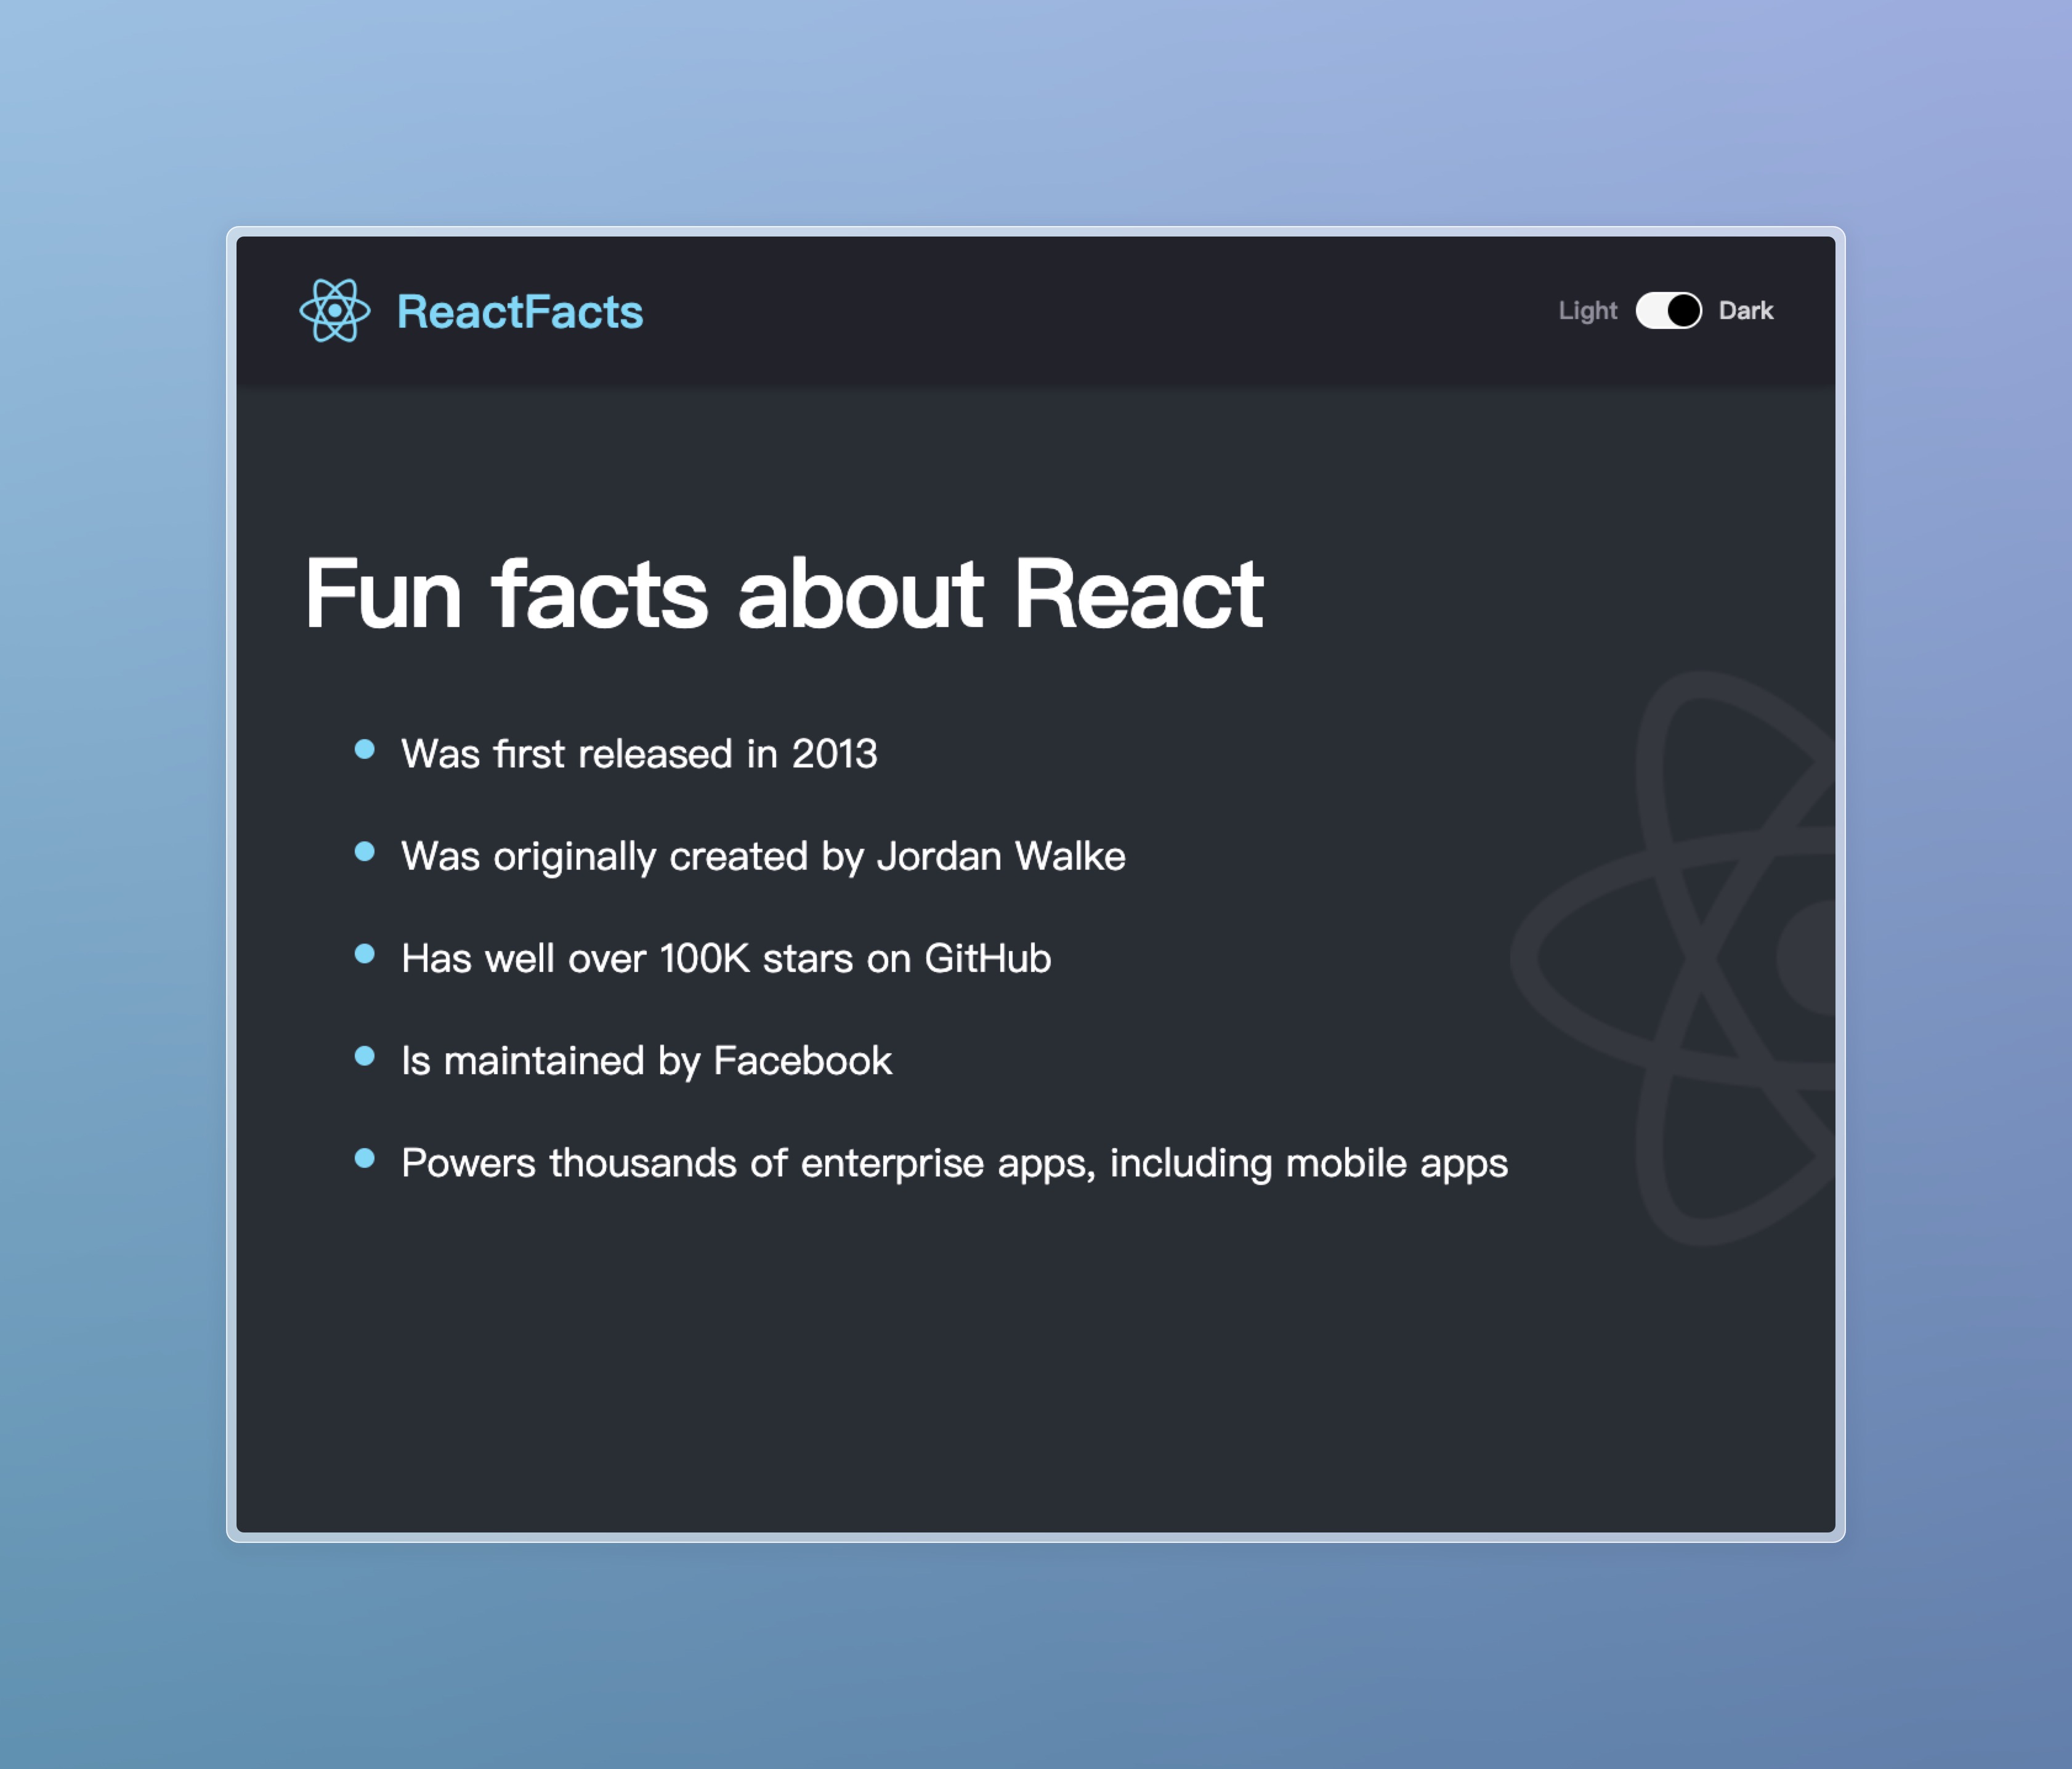 ReactFacts
Light Dark
Fun facts about React
Was first released in 2013
Was originally created by Jordan Walke
Has well over 100K stars on GitHub
Is maintained by Facebook
Powers thousands of enterprise apps, including mobile apps